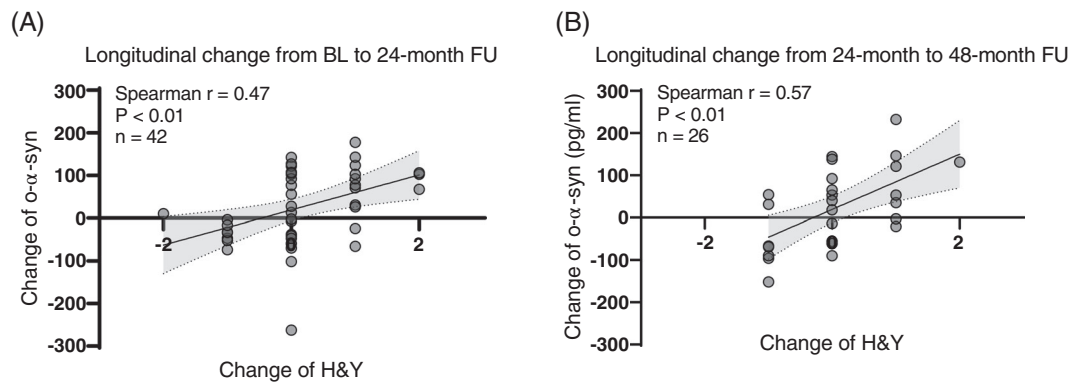 (A)
Longitudinal change from BL to 24-month FU
Spearman r = 0.47
P < 0.01
n = 42
Change of o-α-syn
300
200
100
0
-100
-200
-300
-2
2
Change of H&Y
(B)
Longitudinal change from 24-month to 48-month FU
Spearman r = 0.57
P < 0.01
n = 26
Change of o-α-syn (pg/ml)
300
200
100
0
-100
-200
-300
-2
2
Change of H&Y